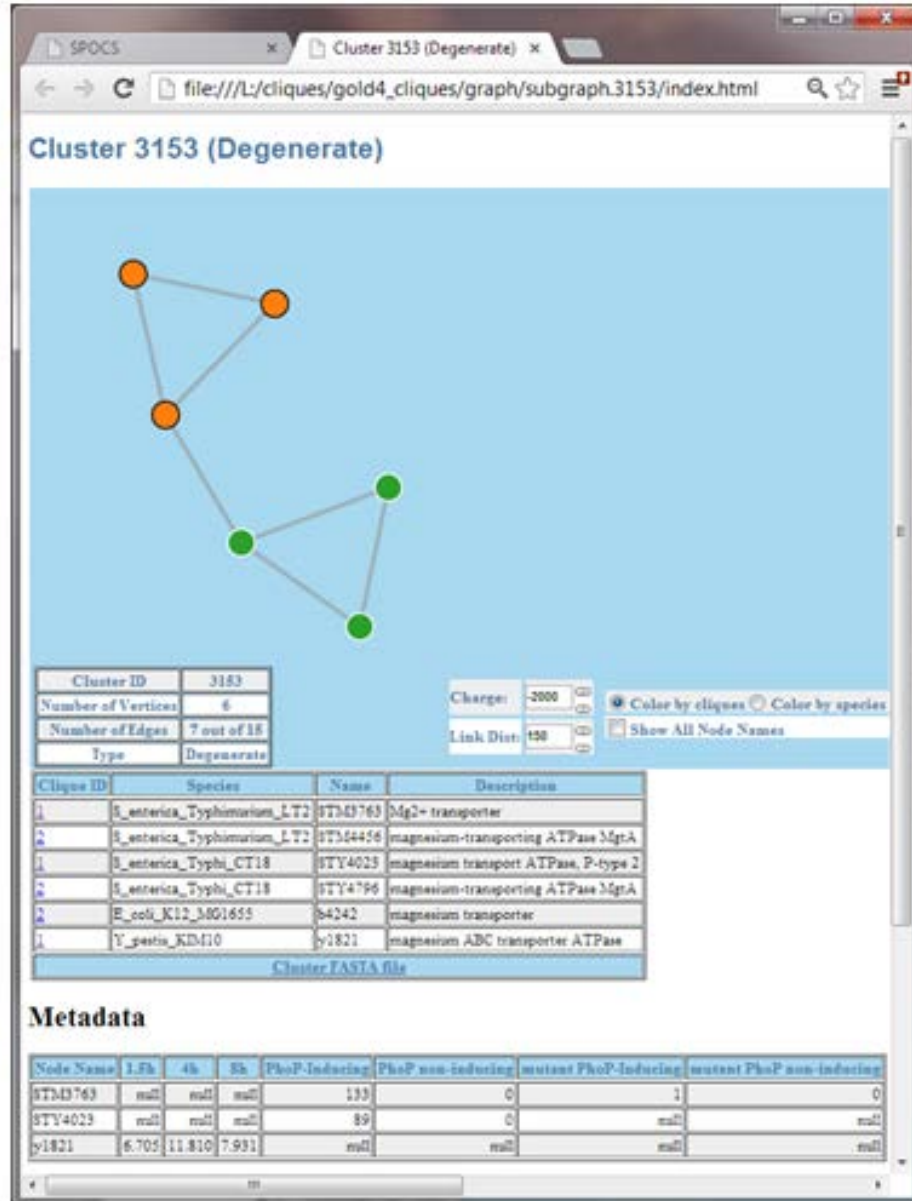 SPOCS × Cluster 3153 (Degenerate) ×
file:///L:/cliques/gold4_cliques/graph/subgraph.3153/index.html
Cluster 3153 (Degenerate)
Cluster ID 3153
Number of Vertices 6
Number of Edges 7 out of 15
Type Degenerate
Charge: -2000
Link Dist: 150
Color by cliques Color by species
Show All Node Names
Clique ID Species Name Description
1 S_enterica_Typhimurium_LT2 STM3763 Mg2+ transporter
2 S_enterica_Typhimurium_LT2 STM4456 magnesium-transporting ATPase MgtA
1 S_enterica_Typhi_CT18 STY4023 magnesium transport ATPase, P-type 2
2 S_enterica_Typhi_CT18 STY4796 magnesium-transporting ATPase MgtA
2 E_coli_K12_MG1655 b4242 magnesium transporter
1 Y_pestis_KIM10 y1821 magnesium ABC transporter ATPase
Cluster FASTA file
Metadata
Node Name 1.5h 4h 8h PhoP-Inducing PhoP non-inducing mutant PhoP-Inducing mutant PhoP non-inducing
STM3763 null null null 133 0 1 0
STY4023 null null null 89 0 null null
y1821 6.705 11.810 7.931 null null null null